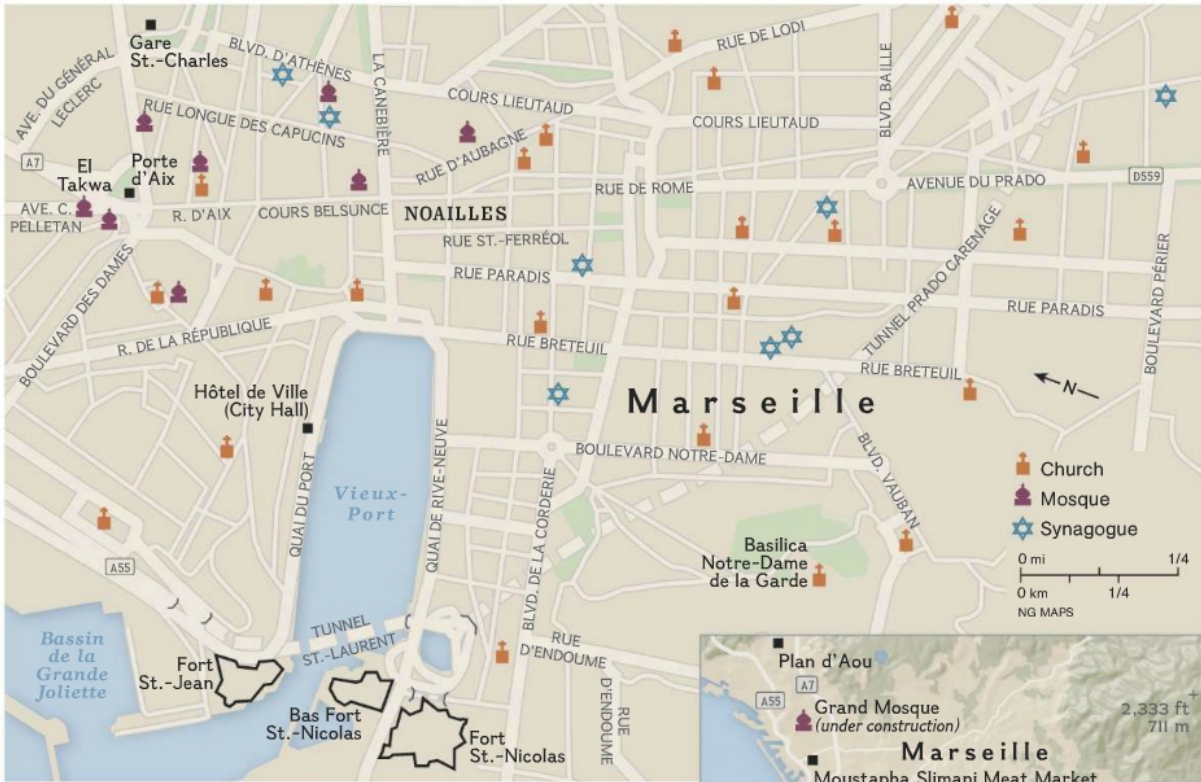 Gare
St.-Charles
BLVD. D'ATHÈNES
LA CANEBIÈRE
RUE DE LODI
BLVD. BAILLE
AVE. DU GÉNÉRAL
LECLERC
RUE LONGUE DES CAPUCINS
COURS LIEUTAUD
COURS LIEUTAUD
A7
El
Takwa
Porte
d'Aix
RUE D'AUBAGNE
RUE DE ROME
AVENUE DU PRADO
D559
AVE. C.
PELLETAN
R. D'AIX
COURS BELSUNCE
NOAILLES
RUE ST.-FERRÉOL
RUE PARADIS
TUNNEL PRADO CARENAGE
RUE PARADIS
BOULEVARD PÉRIER
BOULEVARD DES DAMES
R. DE LA RÉPUBLIQUE
RUE BRETEUIL
RUE BRETEUIL
N
Hôtel de Ville
(City Hall)
Marseille
BOULEVARD NOTRE-DAME
BLVD. VAUBAN
QUAI DU PORT
Vieux-
Port
QUAI DE RIVE-NEUVE
BLVD. DE LA CORDERIE
Church
Mosque
Synagogue
0 mi 1/4
0 km 1/4
NG MAPS
Basilica
Notre-Dame
de la Garde
A55
Bassin
de la
Grande
Joliette
TUNNEL
ST.-LAURENT
Fort
St.-Jean
Bas Fort
St.-Nicolas
Fort
St.-Nicolas
RUE
D'ENDOUME
RUE
D'ENDOUME
Plan d'Aou
A7
A55
Grand Mosque
(under construction)
2,333 ft
711 m
Marseille
Moustapha Slimani Meat Market